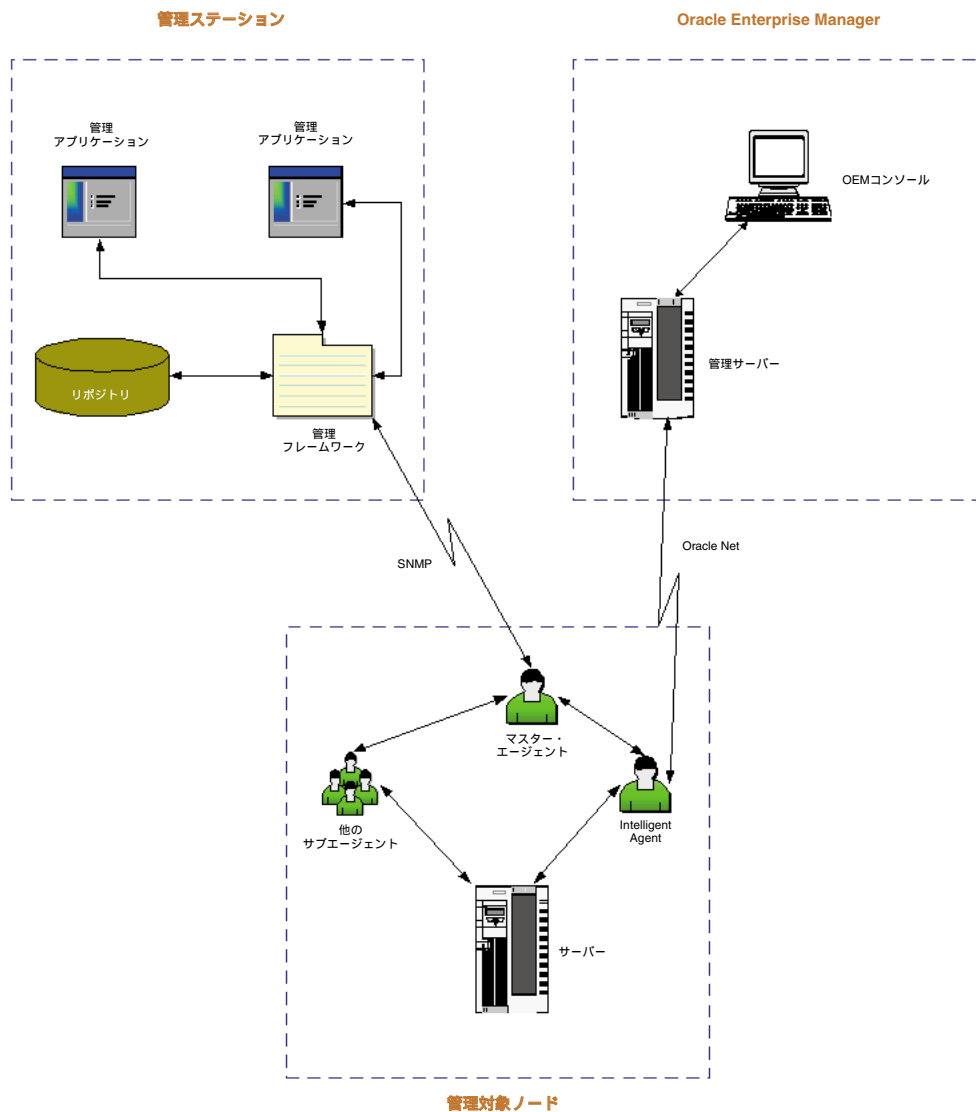 管理ステーション
Oracle Enterprise Manager
管理
アプリケーション
管理
アプリケーション
OEMコンソール
管理サーバー
リポジトリ
管理
フレームワーク
SNMP
Oracle Net
マスター・
エージェント
他の
サブエージェント
Intelligent
Agent
サーバー
管理対象ノード